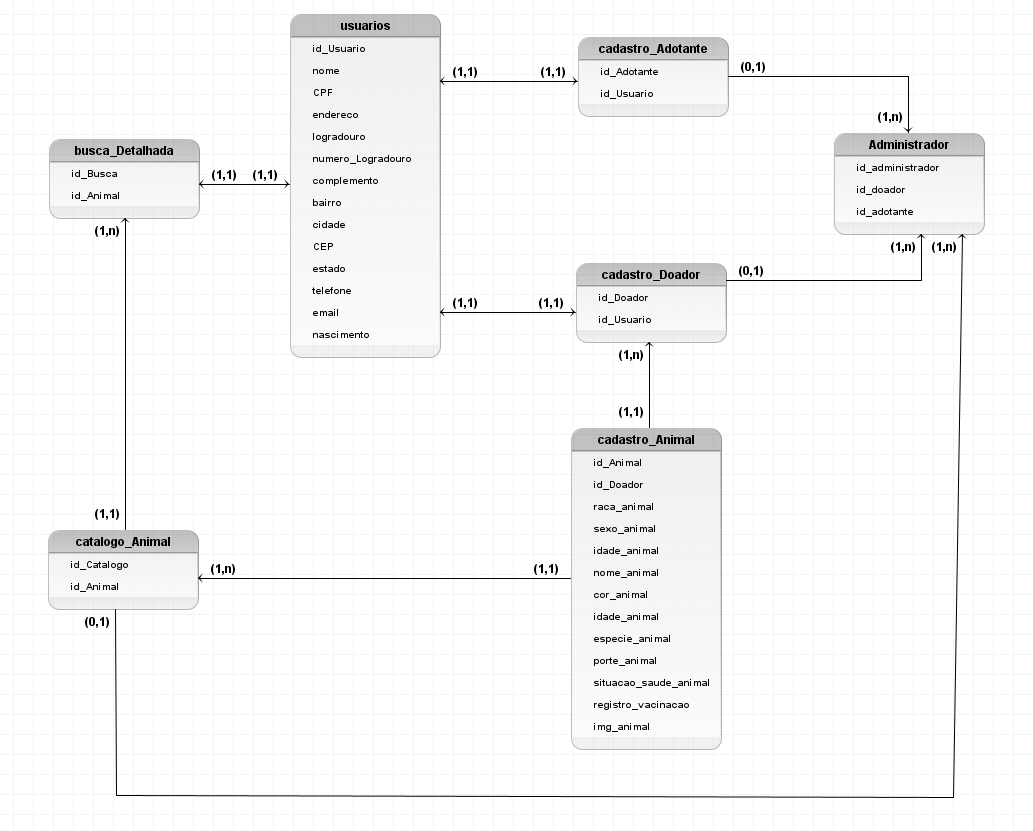 usuarios
id_Usuario
nome
CPF
endereco
logradouro
numero_Logradouro
complemento
bairro
cidade
CEP
estado
telefone
email
nascimento
(1,1)
(1,1)
cadastro_Adotante
id_Adotante
id_Usuario
(0,1)
(1,n)
Administrador
id_administrador
id_doador
id_adotante
(1,n)
(1,n)
busca_Detalhada
id_Busca
id_Animal
(1,1)
(1,1)
(1,n)
(1,1)
(1,1)
cadastro_Doador
id_Doador
id_Usuario
(0,1)
(1,n)
(1,1)
cadastro_Animal
id_Animal
id_Doador
raca_animal
sexo_animal
idade_animal
nome_animal
cor_animal
idade_animal
especie_animal
porte_animal
situacao_saude_animal
registro_vacinacao
img_animal
(1,1)
catalogo_Animal
id_Catalogo
id_Animal
(1,n)
(1,1)
(0,1)